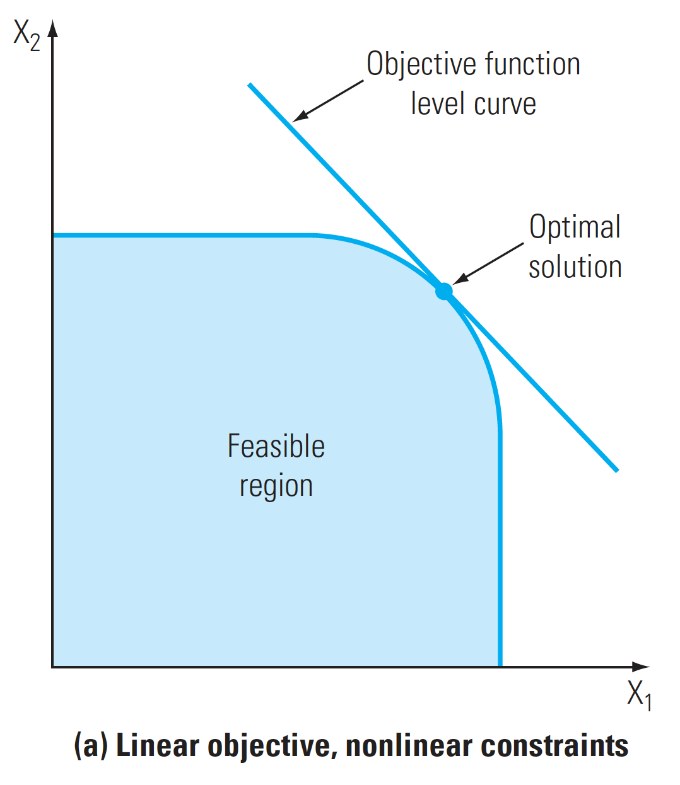 X₂
Objective function
level curve
Optimal
solution
Feasible
region
X₁
(a) Linear objective, nonlinear constraints